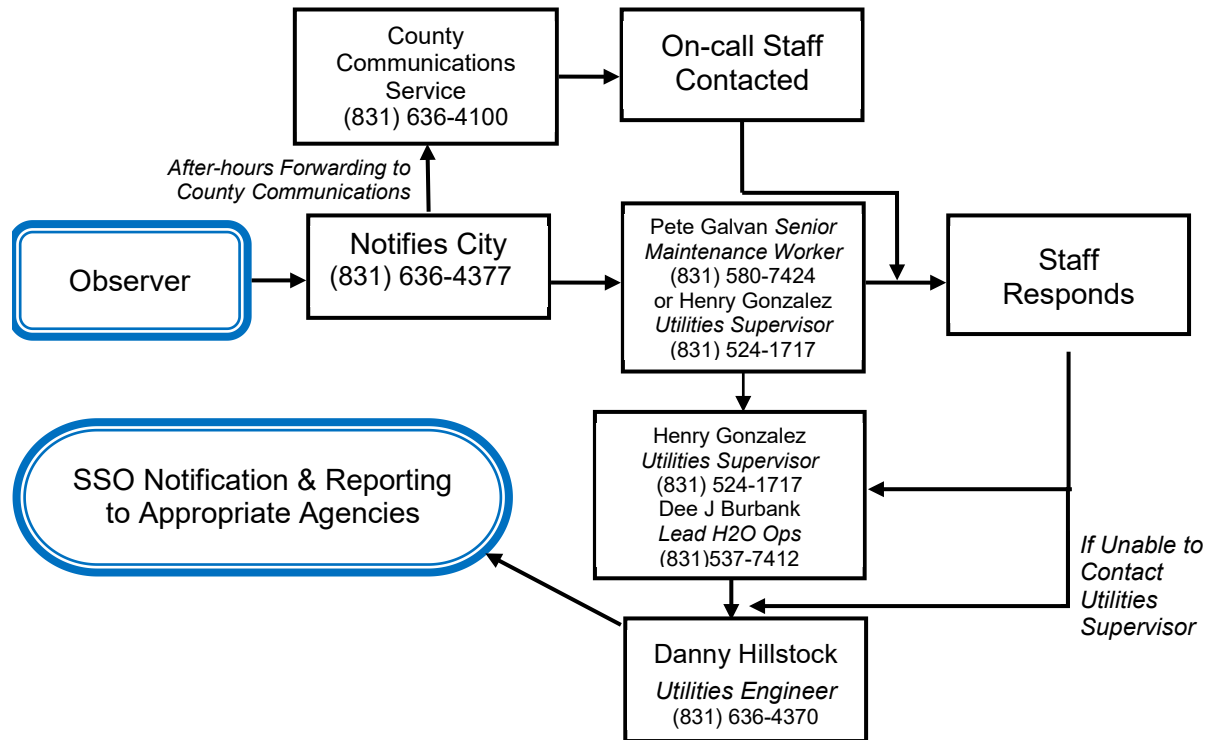 County
Communications
Service
(831) 636-4100
On-call Staff
Contacted
After-hours Forwarding to
County Communications
Observer
Notifies City
(831) 636-4377
Pete Galvan Senior
Maintenance Worker
(831) 580-7424
or Henry Gonzalez
Utilities Supervisor
(831) 524-1717
Staff
Responds
Henry Gonzalez
Utilities Supervisor
(831) 524-1717
Dee J Burbank
Lead H2O Ops
(831)537-7412
If Unable to
Contact
Utilities
Supervisor
Danny Hillstock
Utilities Engineer
(831) 636-4370
SSO Notification & Reporting
to Appropriate Agencies